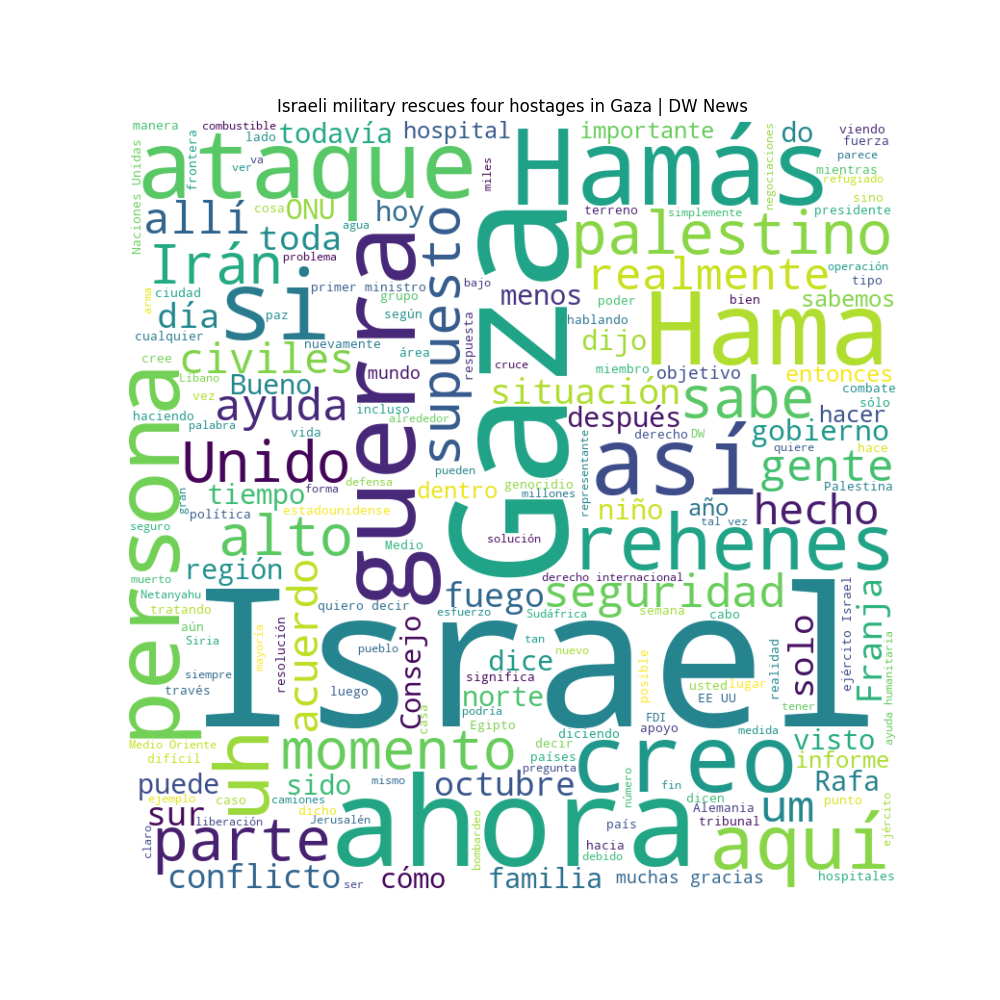 Israeli military rescues four hostages in Gaza | DW News
manera
combustible
todavía
hospital
importante
do
viendo
fuerza
lado
va
ver
frontera
Naciones Unidas
ataque
miles
Hamás
negociaciones
parece
mientras
refugiado
sino
presidente
allí
cosa
ONU
agua
hoy
toda
Irán
problema
terreno
simplemente
palestino
realmente
operación
tipo
arma
ciudad
paz
si
primer ministro
grupo
bajo
menos
poder
bien
sabemos
día
cualquier
según
nuevamente
guerra
supuesto
respuesta
Gaza
hablando
dijo
Hama
cree
civiles
área
mundo
cruce
miembro
objetivo
entonces
Líbano
vez
Bueno
incluso
alrededor
situación
sabe
combate
sólo
persona
haciendo
palabra
ayuda
vida
después
hacer
derecho
DW
gobierno
quiere
hace
Unido
pueden
así
representante
gente
Palestina
gran
tiempo
forma
defensa
dentro
genocidio
millones
niño
año
tal vez
hecho
seguro
política
estadounidense
alto
Medio
solución
rehenes
región
muerto
Netanyahu
derecho internacional
tratando
aún
Siria
mayoría
resolución
acuerdo
quiero decir
fuego
esfuerzo
seguridad
Sudáfrica
semana
cabo
solo
ejército Israel
Franja
ayuda humanitaria
Israel
pueblo
Consejo
tan
nuevo
dice
siempre
través
luego
significa
norte
posible
usted
lugar
EE UU
realidad
tener
casa
podría
Egipto
FDI
apoyo
medida
diciendo
Medio Oriente
difícil
uh
momento
decir
países
pregunta
creo
visto
informe
puede
sido
mismo
octubre
número
fin
dicen
Rafa
ejemplo
caso
camiones
sur
liberación
dicho
Jerusalén
ahora
Alemania
tribunal
um
punto
ejército
claro
parte
bombardeo
país
hacia
debido
aquí
conflicto
ser
cómo
familia
muchas gracias
hospitales